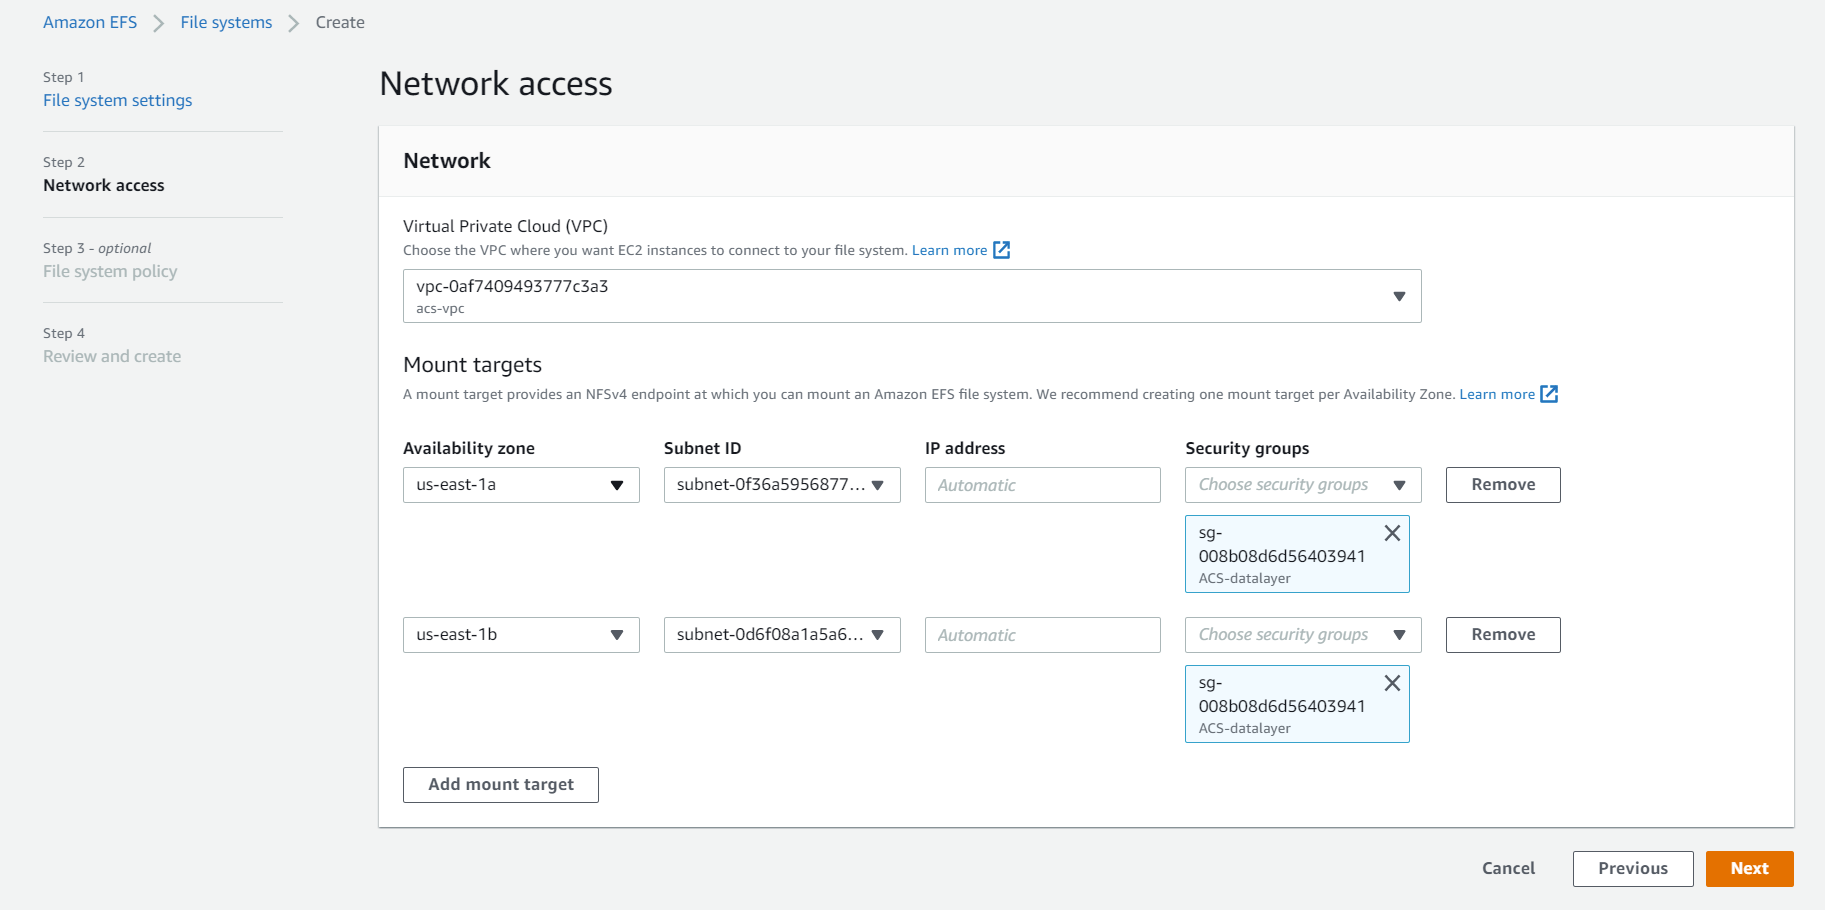 Amazon EFS > File systems > Create
Step 1
File system settings
Step 2
Network access
Step 3 - optional
File system policy
Step 4
Review and create
Network access
Network
Virtual Private Cloud (VPC)
Choose the VPC where you want EC2 instances to connect to your file system. Learn more
vpc-0af7409493777c3a3
acs-vpc
Mount targets
A mount target provides an NFSv4 endpoint at which you can mount an Amazon EFS file system. We recommend creating one mount target per Availability Zone. Learn more
Availability zone Subnet ID IP address Security groups
us-east-1a subnet-0f36a5956877... Automatic Choose security groups Remove
sg-
008b08d6d56403941
ACS-datalayer
us-east-1b subnet-0d6f08a1a5a6... Automatic Choose security groups Remove
sg-
008b08d6d56403941
ACS-datalayer
Add mount target
Cancel Previous Next